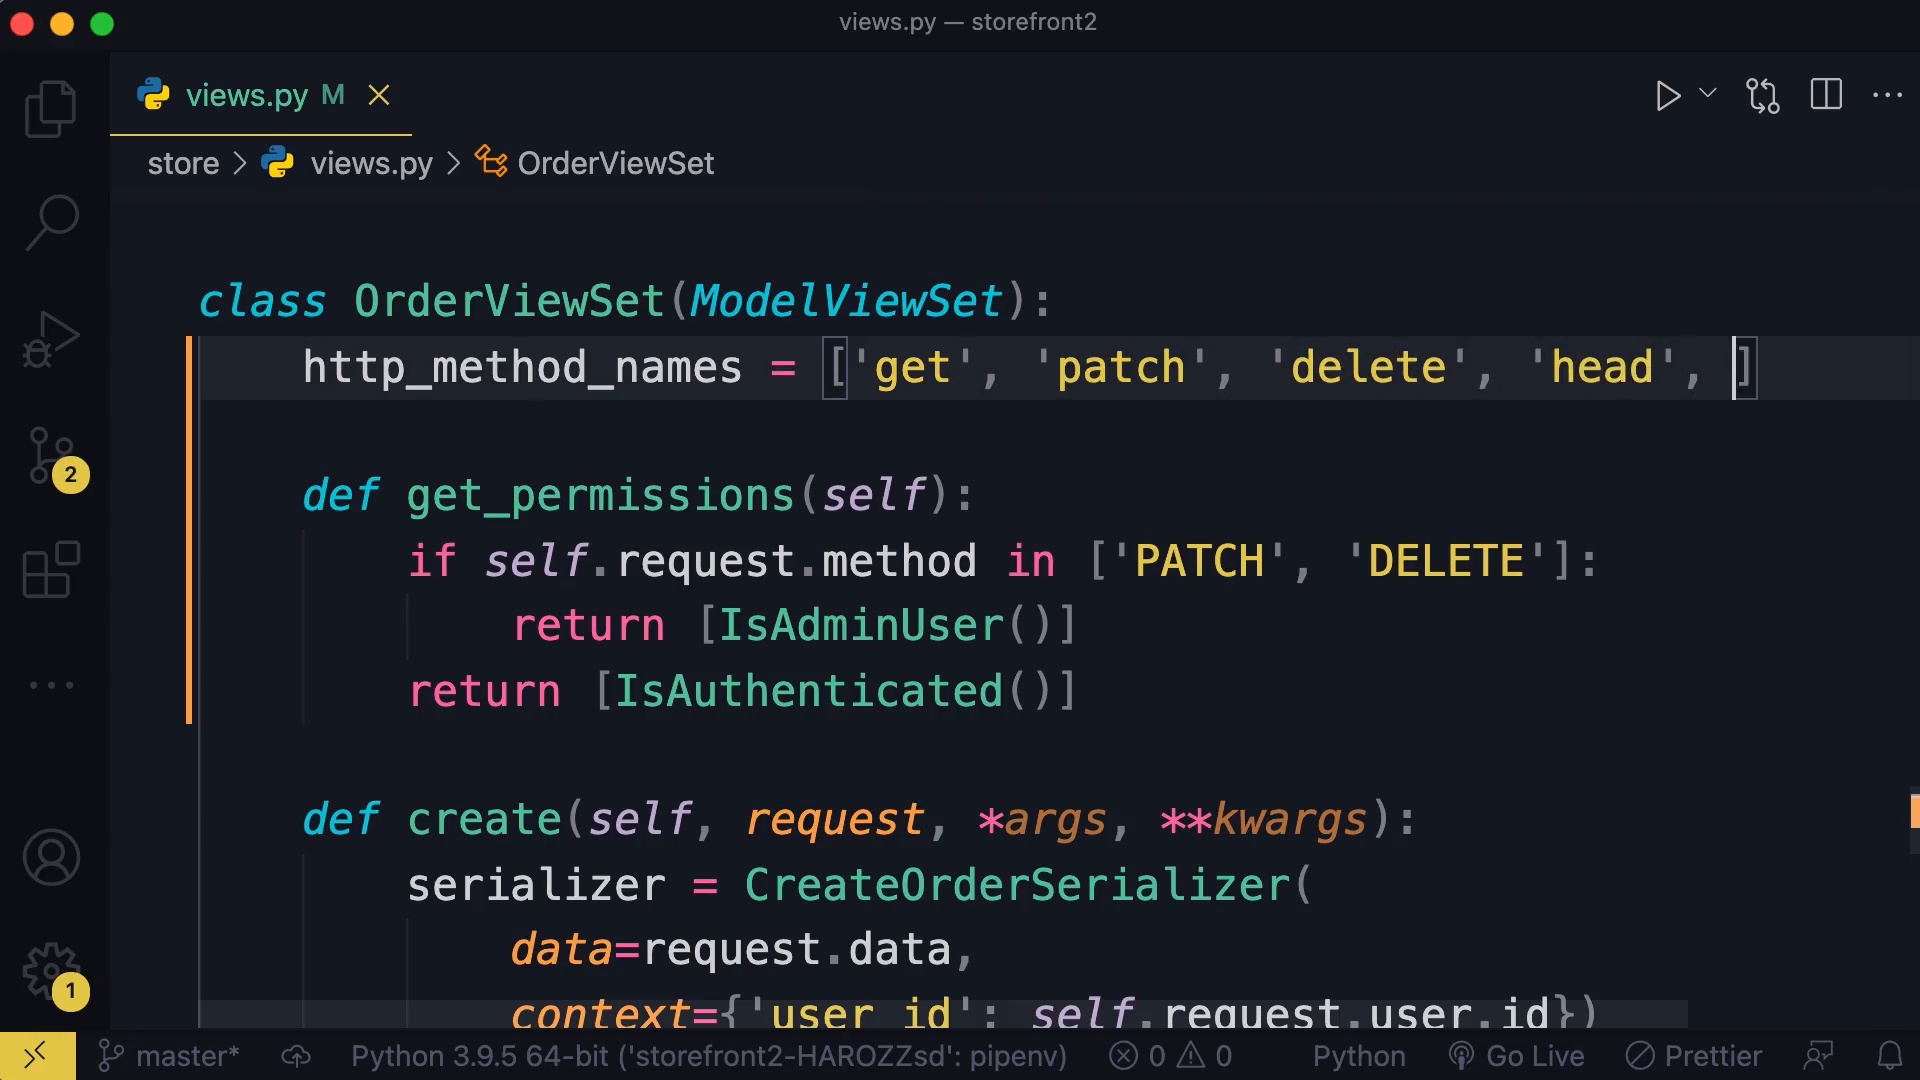 views.py — storefront2
views.py M
store > views.py > OrderViewSet
class OrderViewSet(ModelViewSet):
http_method_names = ['get', 'patch', 'delete', 'head', ]
def get_permissions(self):
if self.request.method in ['PATCH', 'DELETE']:
return [IsAdminUser()]
return [IsAuthenticated()]
def create(self, request, *args, **kwargs):
serializer = CreateOrderSerializer(
data=request.data,
context={'user_id': self.request.user.id})
2
1
master* Python 3.9.5 64-bit ('storefront2-HAROZZsd': pipenv) 0 0 Python Go Live Prettier